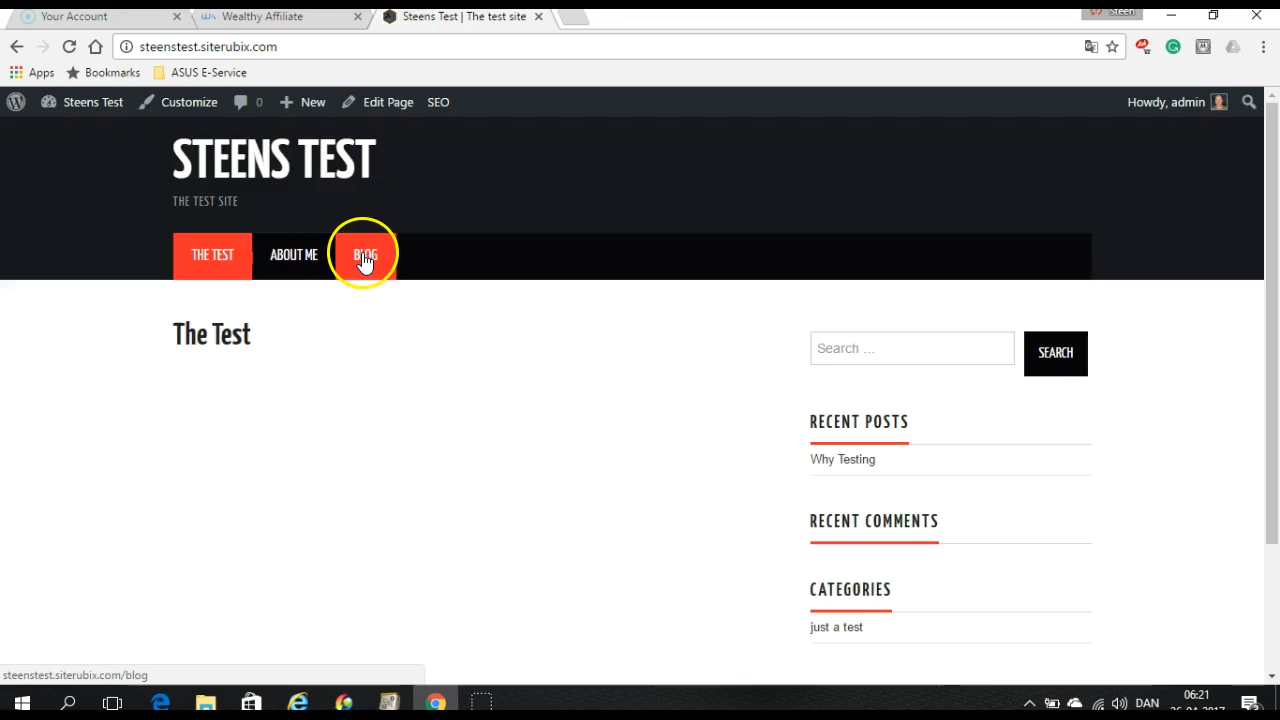 Your Account
Wealthy Affiliate
Steens Test | The test site
Steen
steenstest.siterubix.com
Apps
Bookmarks
ASUS E-Service
Steens Test
Customize
0
New
Edit Page
SEO
Howdy, admin
STEENS TEST
THE TEST SITE
THE TEST
ABOUT ME
BLOG
The Test
Search ...
SEARCH
RECENT POSTS
Why Testing
RECENT COMMENTS
CATEGORIES
just a test
steenstest.siterubix.com/blog
DAN
06:21